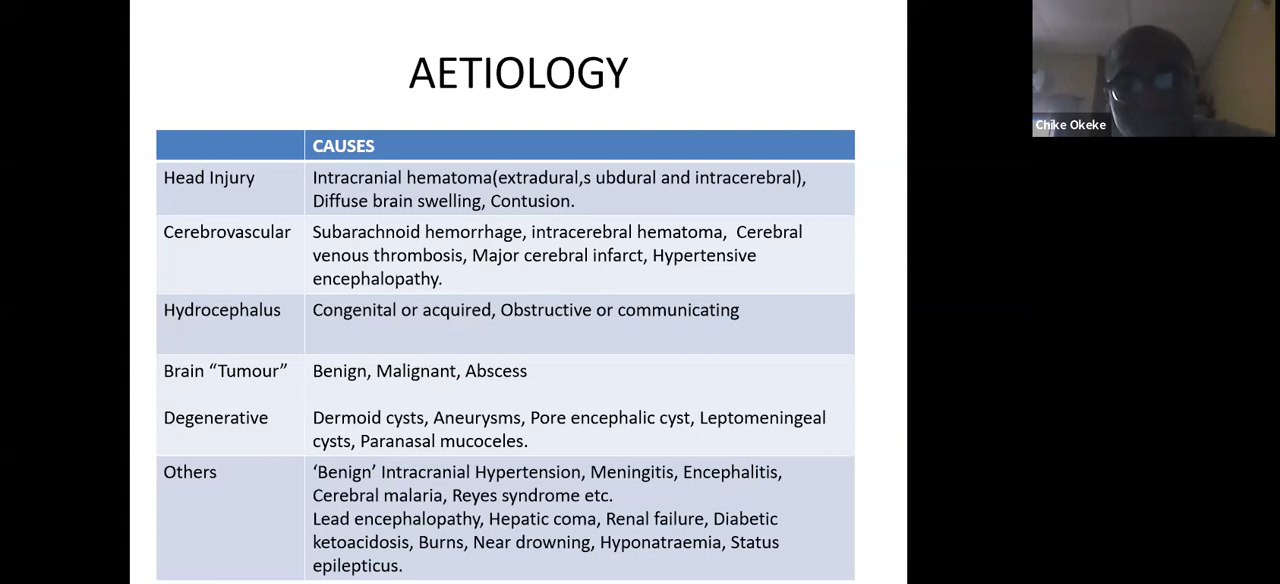 AETIOLOGY
CAUSES
Head Injury
Intracranial hematoma(extradural,s ubdural and intracerebral),
Diffuse brain swelling, Contusion.
Cerebrovascular
Subarachnoid hemorrhage, intracerebral hematoma, Cerebral
venous thrombosis, Major cerebral infarct, Hypertensive
encephalopathy.
Hydrocephalus
Congenital or acquired, Obstructive or communicating
Brain “Tumour”
Benign, Malignant, Abscess
Degenerative
Dermoid cysts, Aneurysms, Pore encephalic cyst, Leptomeningeal
cysts, Paranasal mucoceles.
Others
‘Benign’ Intracranial Hypertension, Meningitis, Encephalitis,
Cerebral malaria, Reyes syndrome etc.
Lead encephalopathy, Hepatic coma, Renal failure, Diabetic
ketoacidosis, Burns, Near drowning, Hyponatraemia, Status
epilepticus.
Chike Okeke